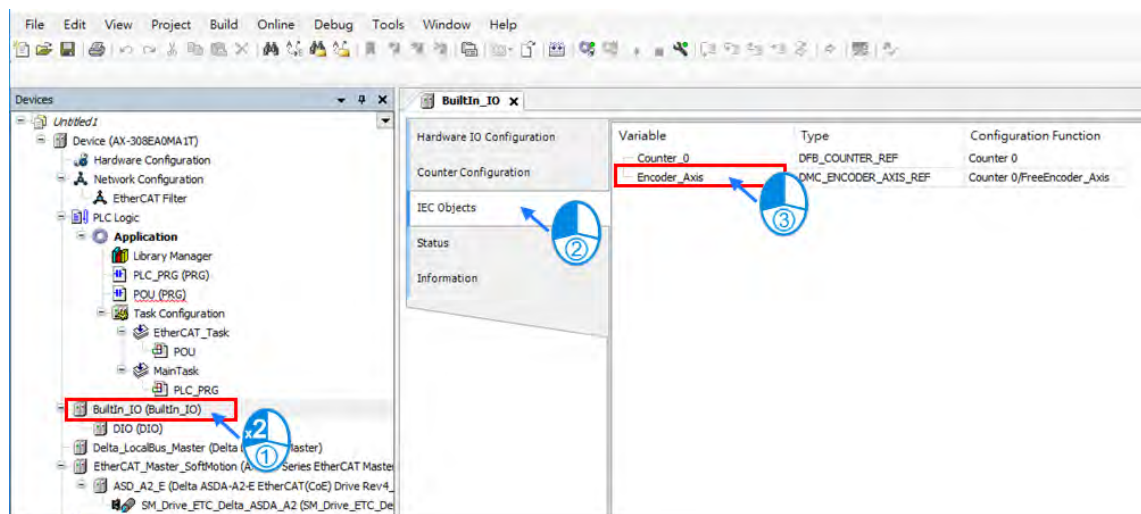 File Edit View Project Build Online Debug Tools Window Help
Devices
Untitled1
Device (AX-308EA0MA1T)
Hardware Configuration
Network Configuration
EtherCAT Filter
PLC Logic
Application
Library Manager
PLC_PRG (PRG)
POU (PRG)
Task Configuration
EtherCAT_Task
POU
MainTask
PLC_PRG
BuiltIn_IO (BuiltIn_IO)
DIO (DIO)
x2
1
Delta_LocalBus_Master (Delta aster)
EtherCAT_Master_SoftMotion (A Series EtherCAT Maste
ASD_A2_E (Delta ASDA-A2-E EtherCAT(CoE) Drive Rev4_
SM_Drive_ETC_Delta_ASDA_A2 (SM_Drive_ETC_De
BuiltIn_IO x
Hardware IO Configuration
Counter Configuration
IEC Objects
2
Status
Information
Variable Type Configuration Function
Counter_0 DFB_COUNTER_REF Counter 0
Encoder_Axis DMC_ENCODER_AXIS_REF Counter 0/FreeEncoder_Axis
3